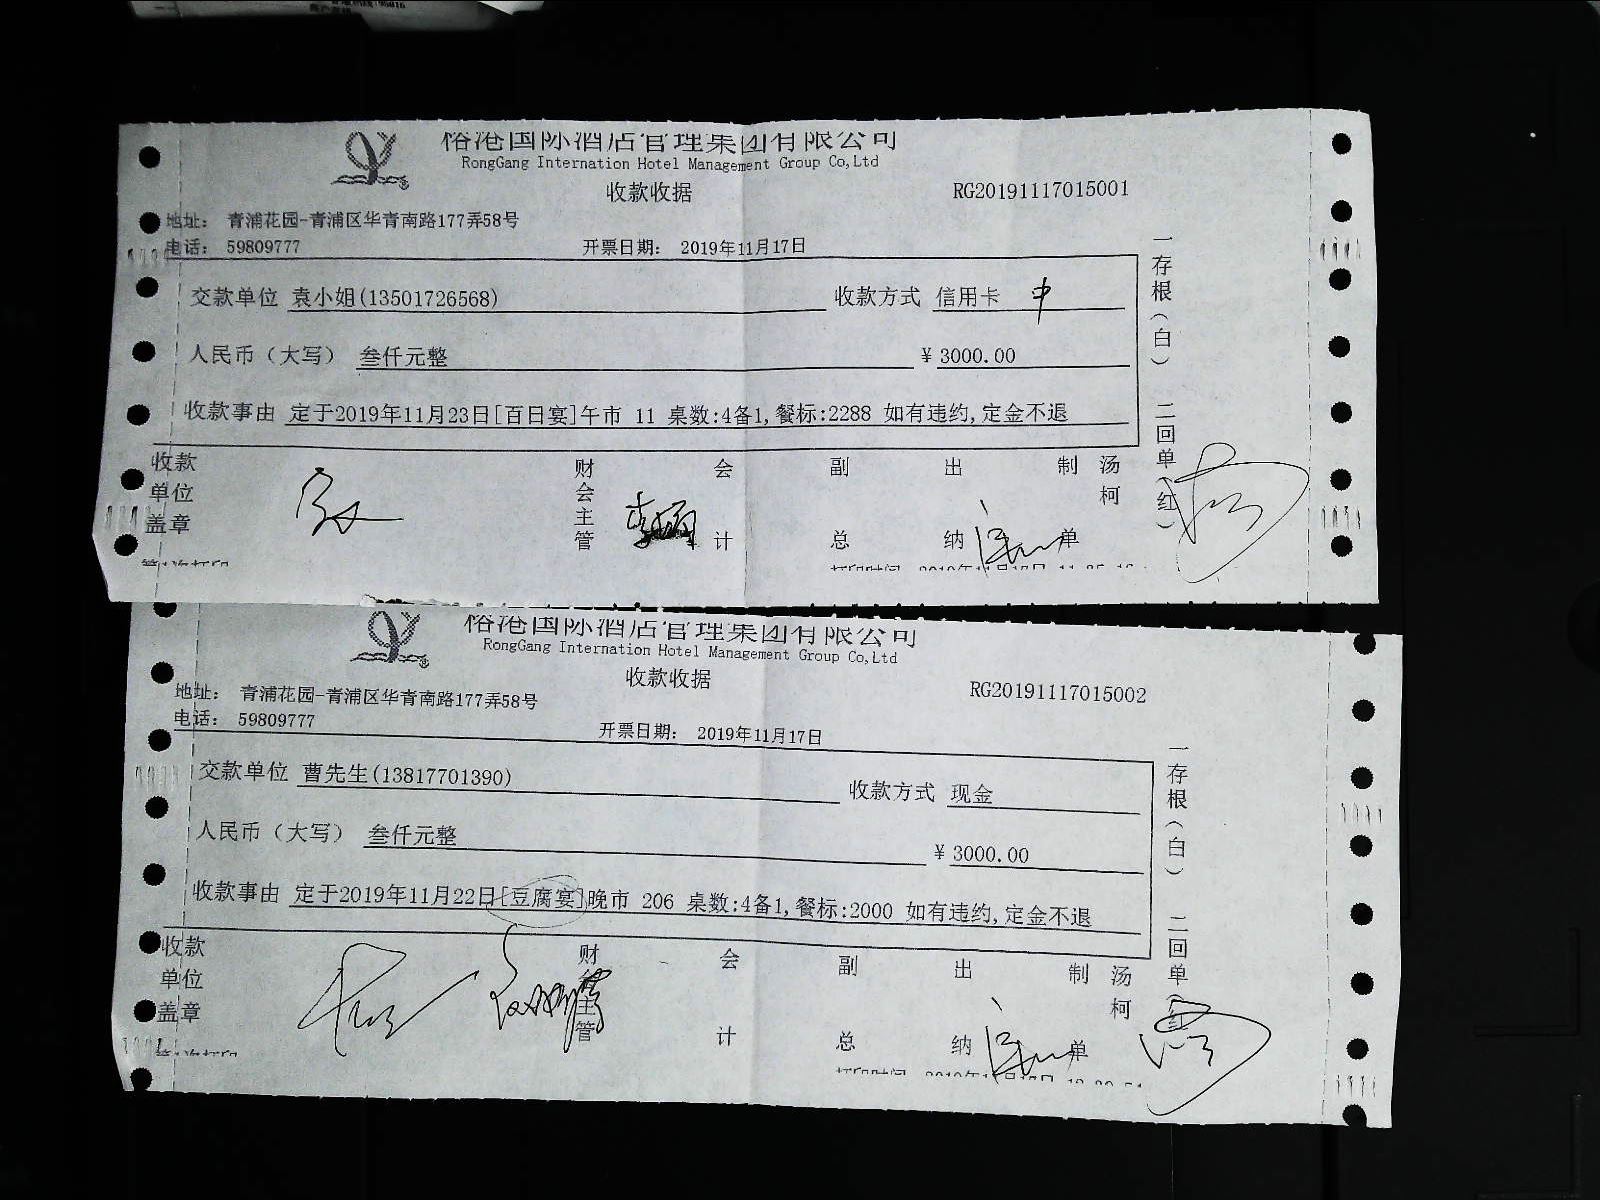 榕港国际酒店管理集团有限公司
RongGang Internation Hotel Management Group Co,Ltd
收款收据 RG20191117015001
地址： 青浦花园-青浦区华青南路177弄58号
电话： 59809777 开票日期： 2019年11月17日
交款单位 袁小姐(13501726568) 收款方式 信用卡 中
人民币（大写） 叁仟元整 ¥ 3000.00
收款事由 定于2019年11月23日[百日宴]午市 11 桌数:4备1,餐标:2288 如有违约,定金不退
收款单位盖章 财会主管 会计 副总 出纳 制单 汤柯
一存根（白） 二回单（红）
榕港国际酒店管理集团有限公司
RongGang Internation Hotel Management Group Co,Ltd
收款收据 RG20191117015002
地址： 青浦花园-青浦区华青南路177弄58号
电话： 59809777 开票日期： 2019年11月17日
交款单位 曹先生(13817701390) 收款方式 现金
人民币（大写） 叁仟元整 ¥ 3000.00
收款事由 定于2019年11月22日[豆腐宴]晚市 206 桌数:4备1,餐标:2000 如有违约,定金不退
收款单位盖章 财会主管 会计 副总 出纳 制单 汤柯
一存根（白） 二回单（红）